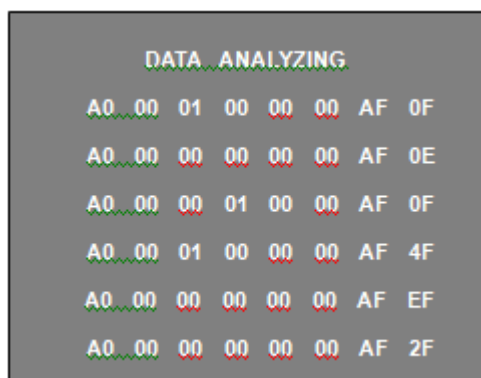 DATA ANALYZING
A0 00 01 00 00 00 AF 0F
A0 00 00 00 00 00 AF 0E
A0 00 00 01 00 00 AF 0F
A0 00 01 00 00 00 AF 4F
A0 00 00 00 00 00 AF EF
A0 00 00 00 00 00 AF 2F